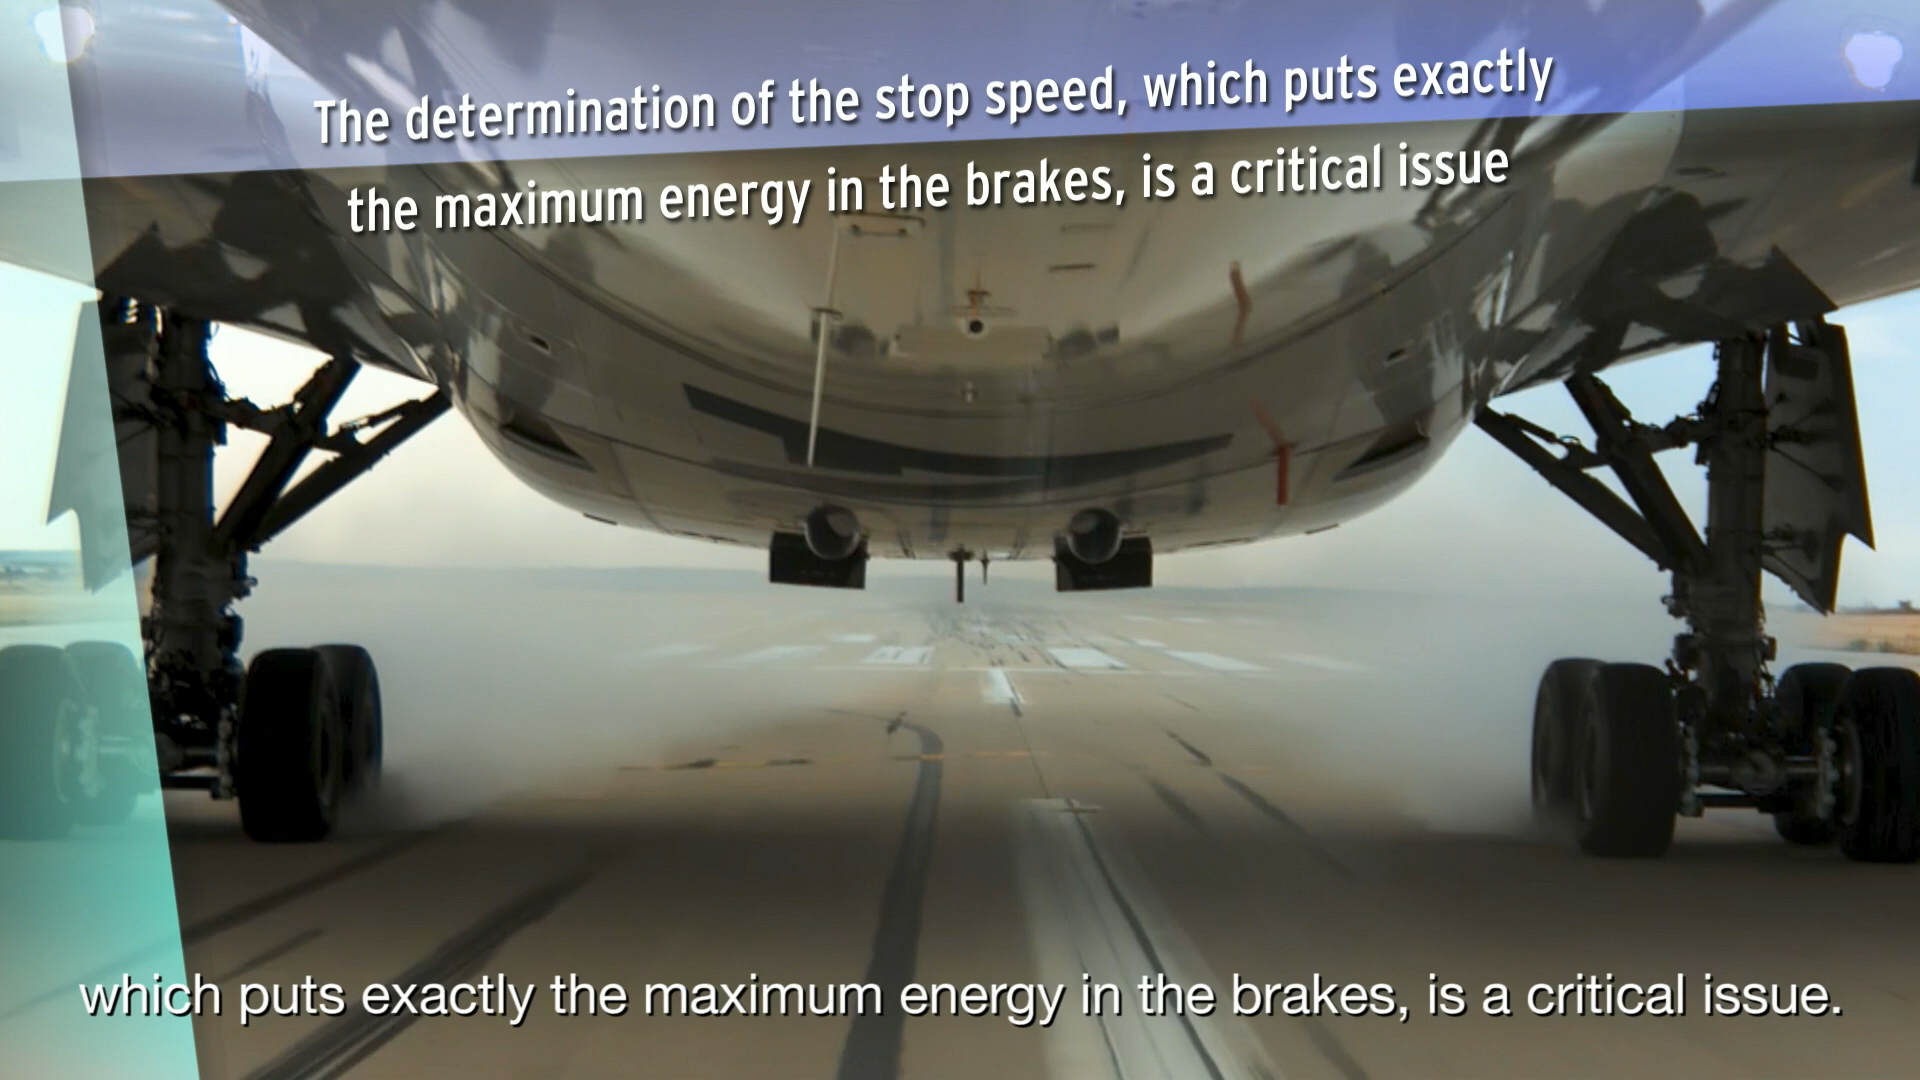 The determination of the stop speed, which puts exactly
the maximum energy in the brakes, is a critical issue
which puts exactly the maximum energy in the brakes, is a critical issue.